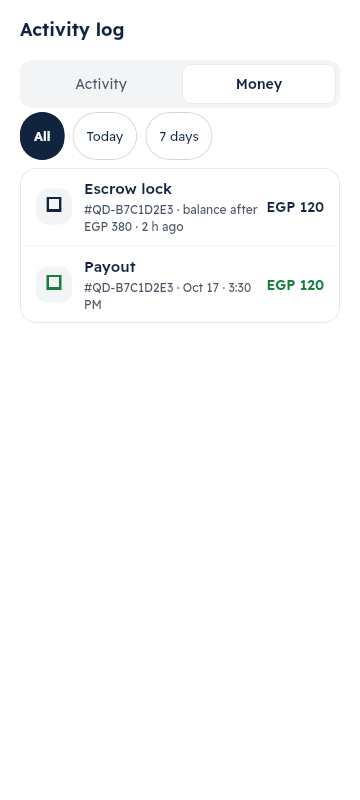 Activity log
Activity
Money
All
Today
7 days
Escrow lock
#QD-B7C1D2E3 · balance after
EGP 380 · 2 h ago
EGP 120
Payout
#QD-B7C1D2E3 · Oct 17 · 3:30
PM
EGP 120